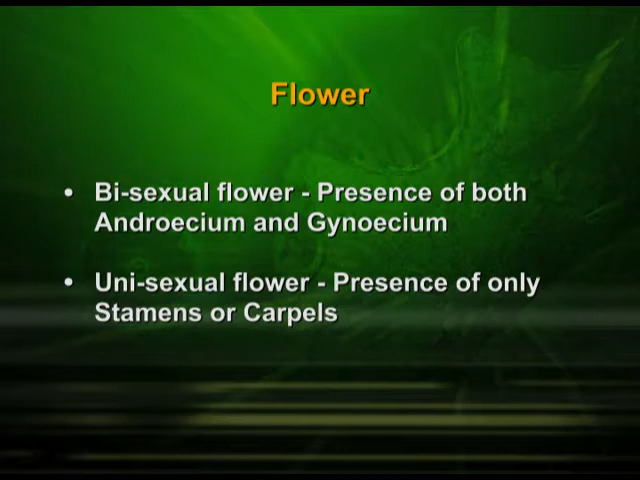 Flower
• Bi-sexual flower - Presence of both
Androecium and Gynoecium
• Uni-sexual flower - Presence of only
Stamens or Carpels